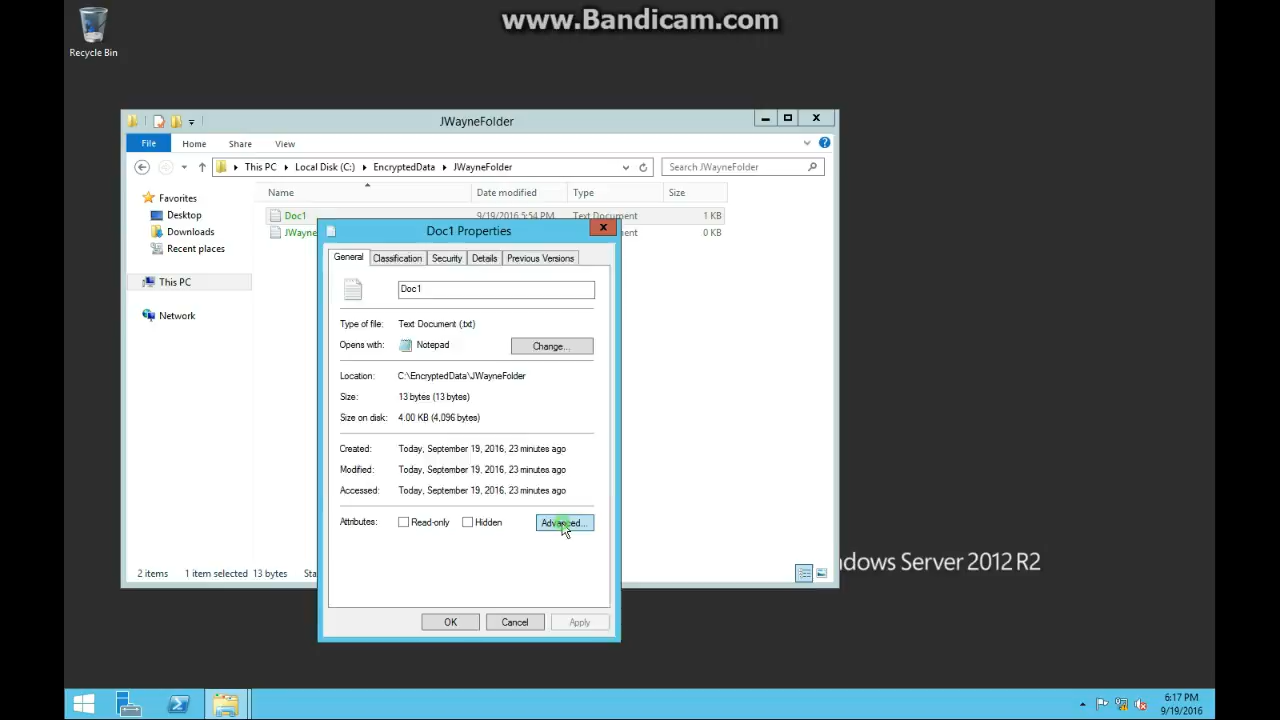 www.Bandicam.com
Recycle Bin
JWayneFolder
File Home Share View
This PC Local Disk (C:) EncryptedData JWayneFolder Search JWayneFolder
Name Date modified Type Size
Favorites
Desktop
Downloads
Recent places
This PC
Network
Doc1 9/19/2016 5:54 PM Text Document 1 KB
JWayne 0 KB
Doc1 Properties
General Classification Security Details Previous Versions
Doc1
Type of file: Text Document (.txt)
Opens with: Notepad Change...
Location: C:\EncryptedData\JWayneFolder
Size: 13 bytes (13 bytes)
Size on disk: 4.00 KB (4,096 bytes)
Created: Today, September 19, 2016, 23 minutes ago
Modified: Today, September 19, 2016, 23 minutes ago
Accessed: Today, September 19, 2016, 23 minutes ago
Attributes: Read-only Hidden Advanced...
OK Cancel Apply
2 items 1 item selected 13 bytes Sta
ndows Server 2012 R2
6:17 PM
9/19/2016